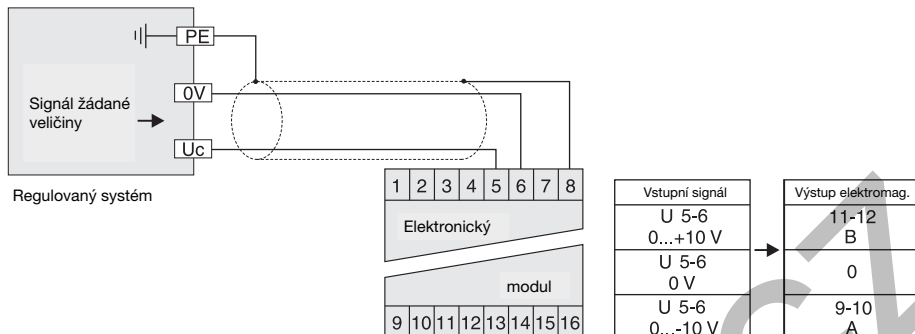 PE
0V
Signál žádané
veličiny
Uc
Regulovaný systém
1 2 3 4 5 6 7 8
Elektronický
modul
9 10 11 12 13 14 15 16
Vstupní signál
U 5-6
0...+10 V
U 5-6
0 V
U 5-6
0...-10 V
Výstup elektromag.
11-12
B
0
9-10
A